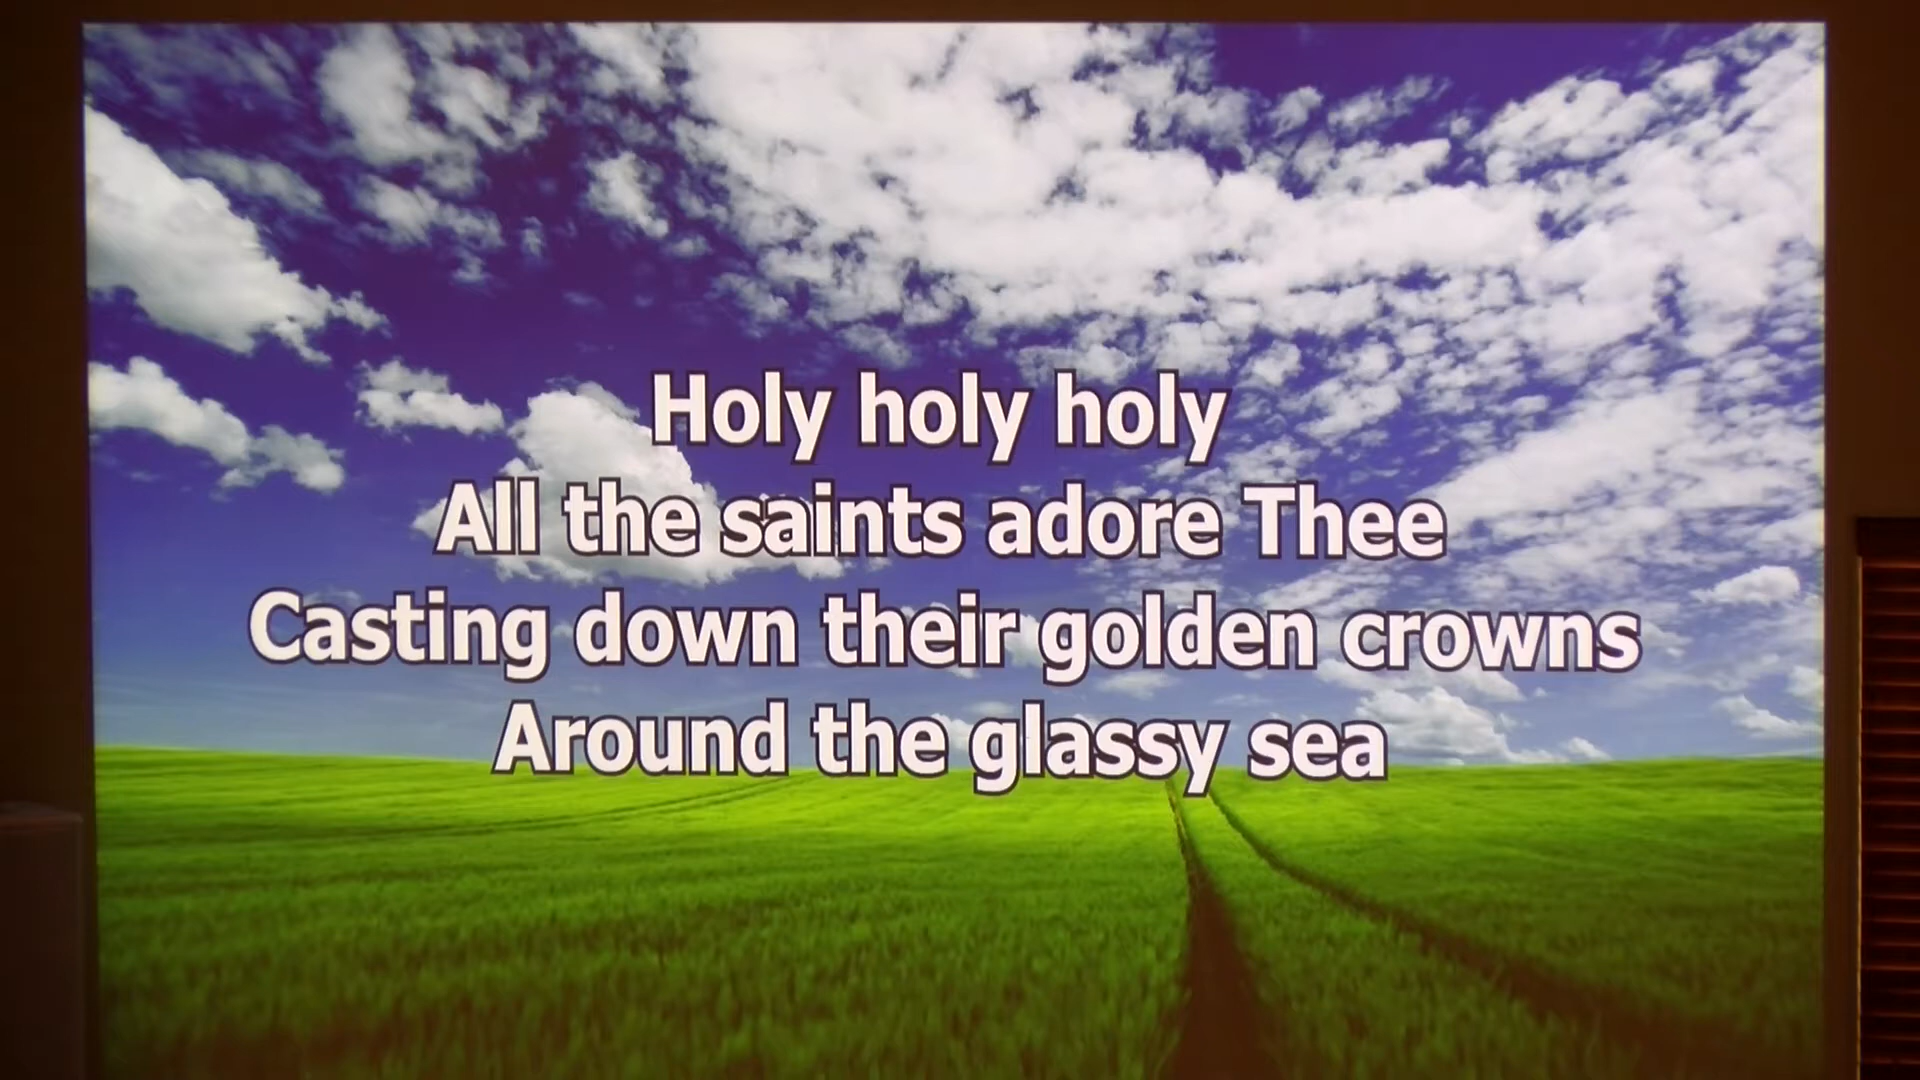 Holy holy holy
All the saints adore Thee
Casting down their golden crowns
Around the glassy sea